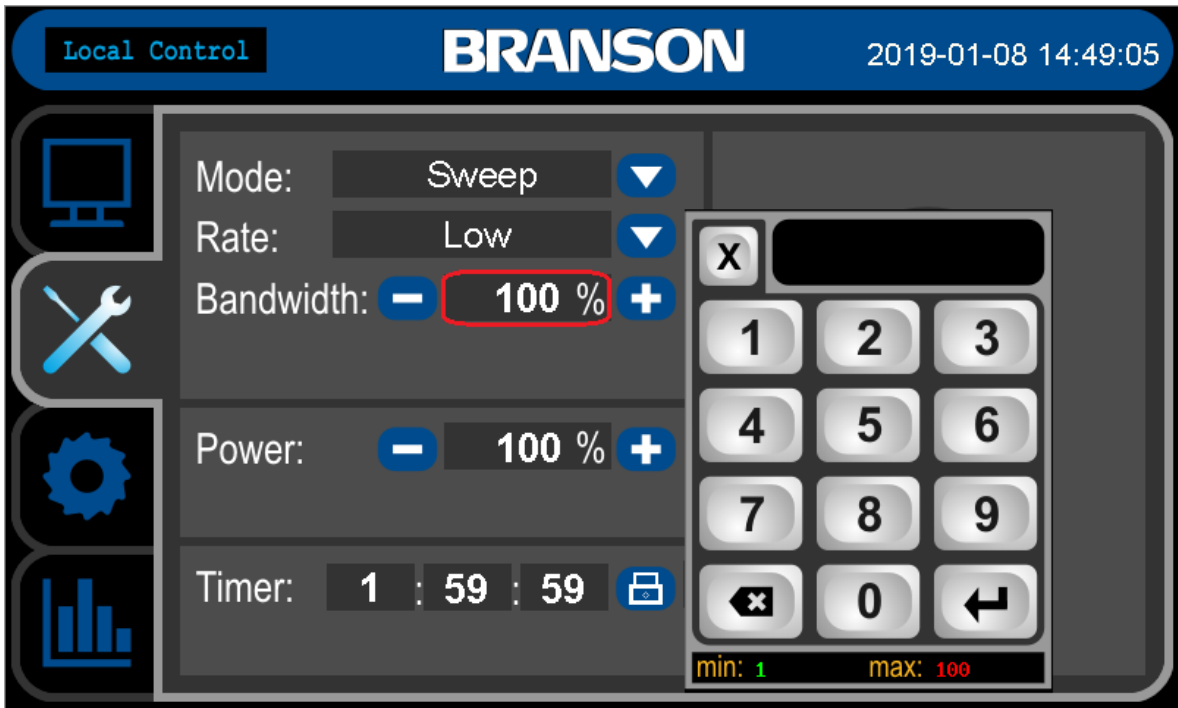 Local Control
BRANSON
2019-01-08 14:49:05
Mode: Sweep
Rate: Low
Bandwidth: - 100 % +
Power: - 100 % +
Timer: 1 : 59 : 59
X
1 2 3
4 5 6
7 8 9
0
min: 1 max: 100